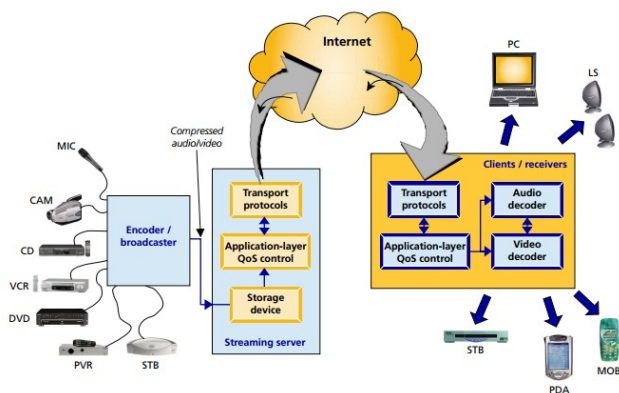 Internet
PC
LS
Compressed
audio/video
MIC
CAM
CD
VCR
DVD
PVR
STB
Encoder /
broadcaster
Transport
protocols
Application-layer
QoS control
Storage
device
Streaming server
Clients / receivers
Transport
protocols
Audio
decoder
Application-layer
QoS control
Video
decoder
STB
PDA
MOB